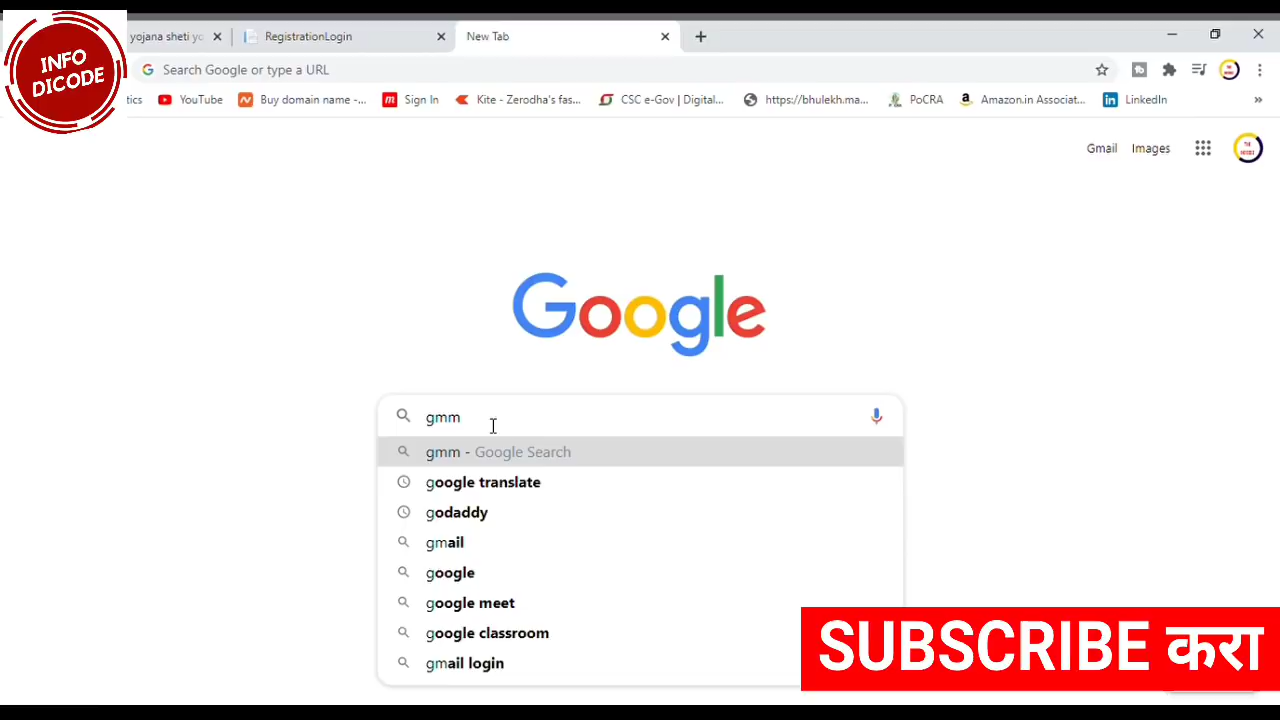 INFO
DICODE
yojana sheti yo
RegistrationLogin
New Tab
Search Google or type a URL
tics
YouTube
Buy domain name -...
Sign In
Kite - Zerodha's fas...
CSC e-Gov | Digital...
https://bhulekh.ma...
PoCRA
Amazon.in Associat...
LinkedIn
»
Gmail
Images
Google
gmm
gmm - Google Search
google translate
godaddy
gmail
google
google meet
google classroom
gmail login
SUBSCRIBE करा